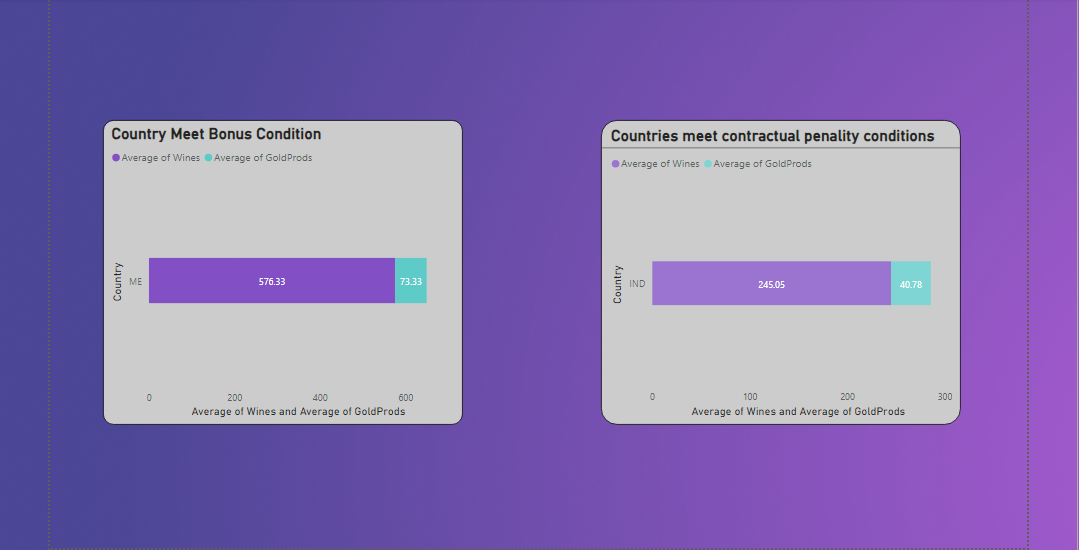 Country Meet Bonus Condition
Average of Wines Average of GoldProds
Country
ME
576.33
73.33
0 200 400 600
Average of Wines and Average of GoldProds
Countries meet contractual penality conditions
Average of Wines Average of GoldProds
Country
IND
245.05
40.78
0 100 200 300
Average of Wines and Average of GoldProds